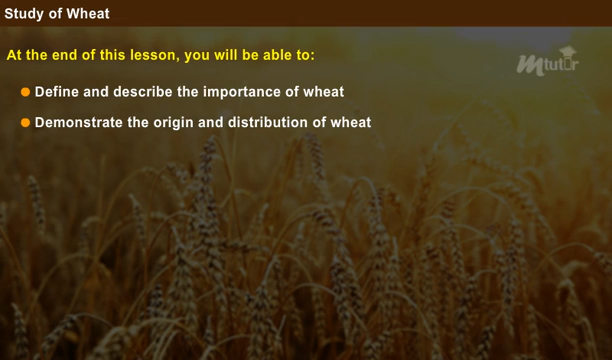 Study of Wheat
At the end of this lesson, you will be able to:
Define and describe the importance of wheat
Demonstrate the origin and distribution of wheat
mtutor